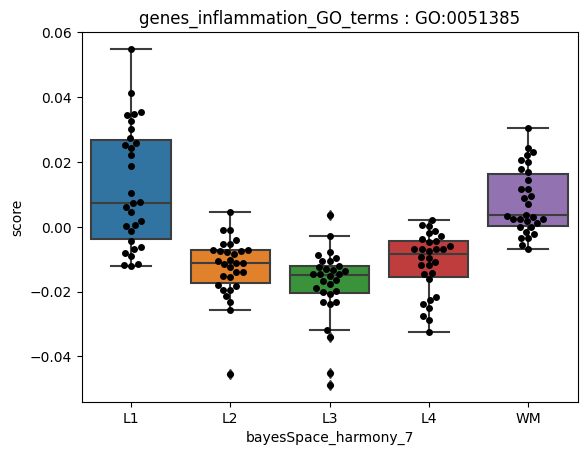 genes_inflammation_GO_terms : GO:0051385
0.06
0.04
0.02
0.00
−0.02
−0.04
score
L1 L2 L3 L4 WM
bayesSpace_harmony_7